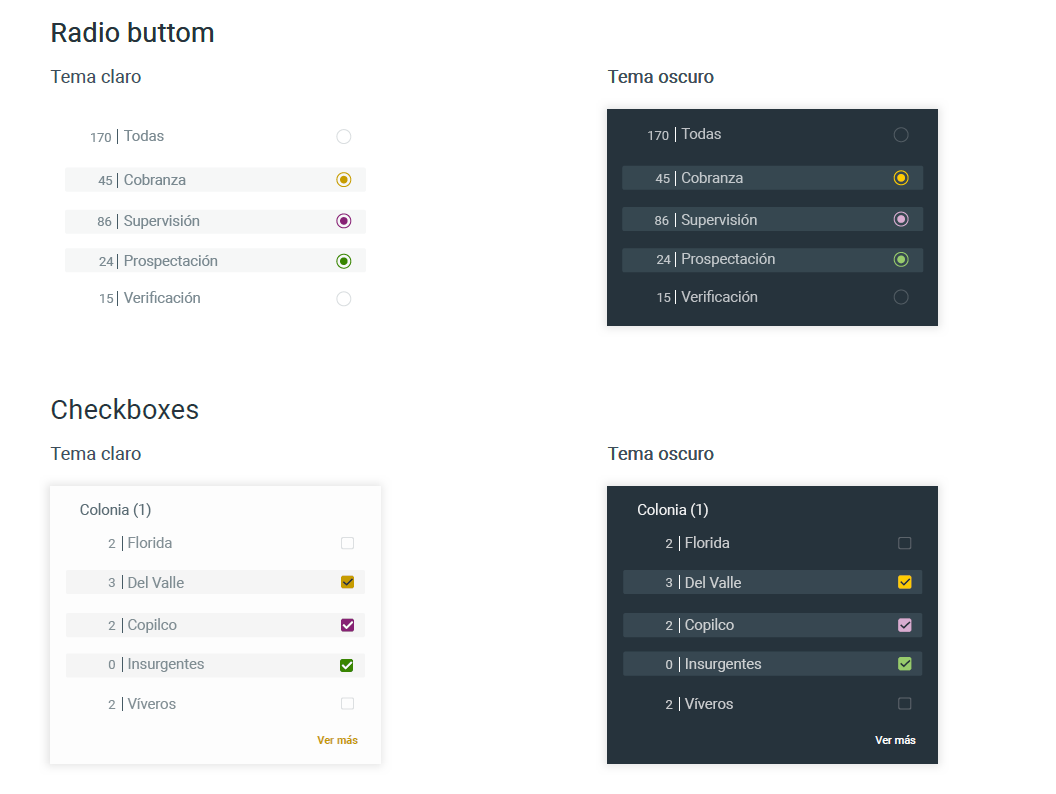 Radio buttom
Tema claro
170 | Todas
45 | Cobranza
86 | Supervisión
24 | Prospectación
15 | Verificación
Tema oscuro
170 | Todas
45 | Cobranza
86 | Supervisión
24 | Prospectación
15 | Verificación
Checkboxes
Tema claro
Colonia (1)
2 | Florida
3 | Del Valle
2 | Copilco
0 | Insurgentes
2 | Víveros
Ver más
Tema oscuro
Colonia (1)
2 | Florida
3 | Del Valle
2 | Copilco
0 | Insurgentes
2 | Víveros
Ver más